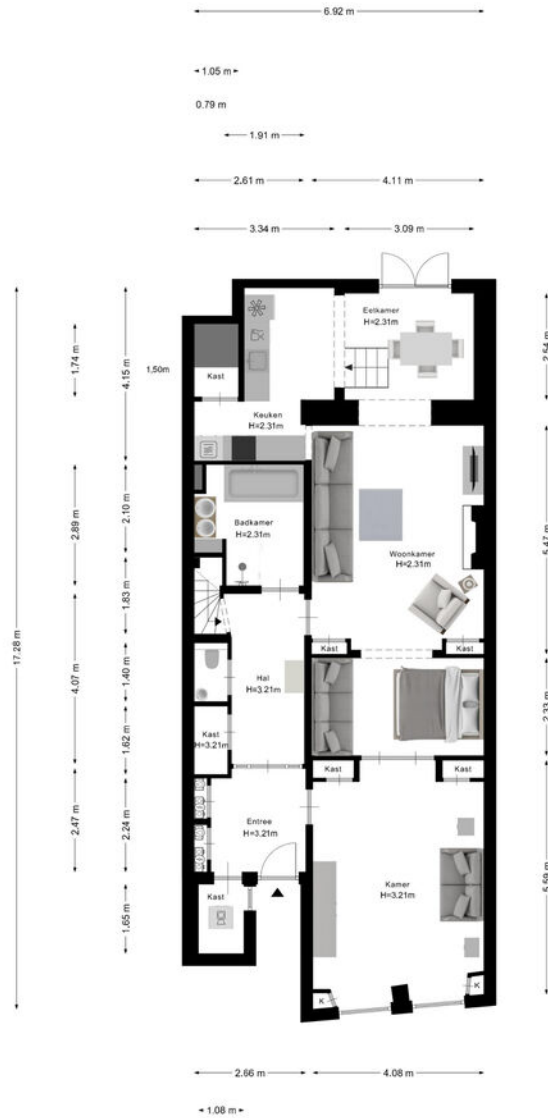 6.92 m
1.05 m
0.79 m
1.91 m
2.61 m
4.11 m
3.34 m
3.09 m
17.28 m
1.74 m
2.89 m
4.07 m
2.47 m
4.15 m
2.10 m
1.83 m
1.40 m
1.62 m
2.24 m
1.65 m
1,50m
2.64 m
5.47 m
2.33 m
5.59 m
Eetkamer
H=2.31m
Kast
Keuken
H=2.31m
Badkamer
H=2.31m
Woonkamer
H=2.31m
Kast
Kast
Hal
H=3.21m
Kast
H=3.21m
Kast
Kast
Entree
H=3.21m
Kast
Kamer
H=3.21m
K
K
2.66 m
4.08 m
1.08 m